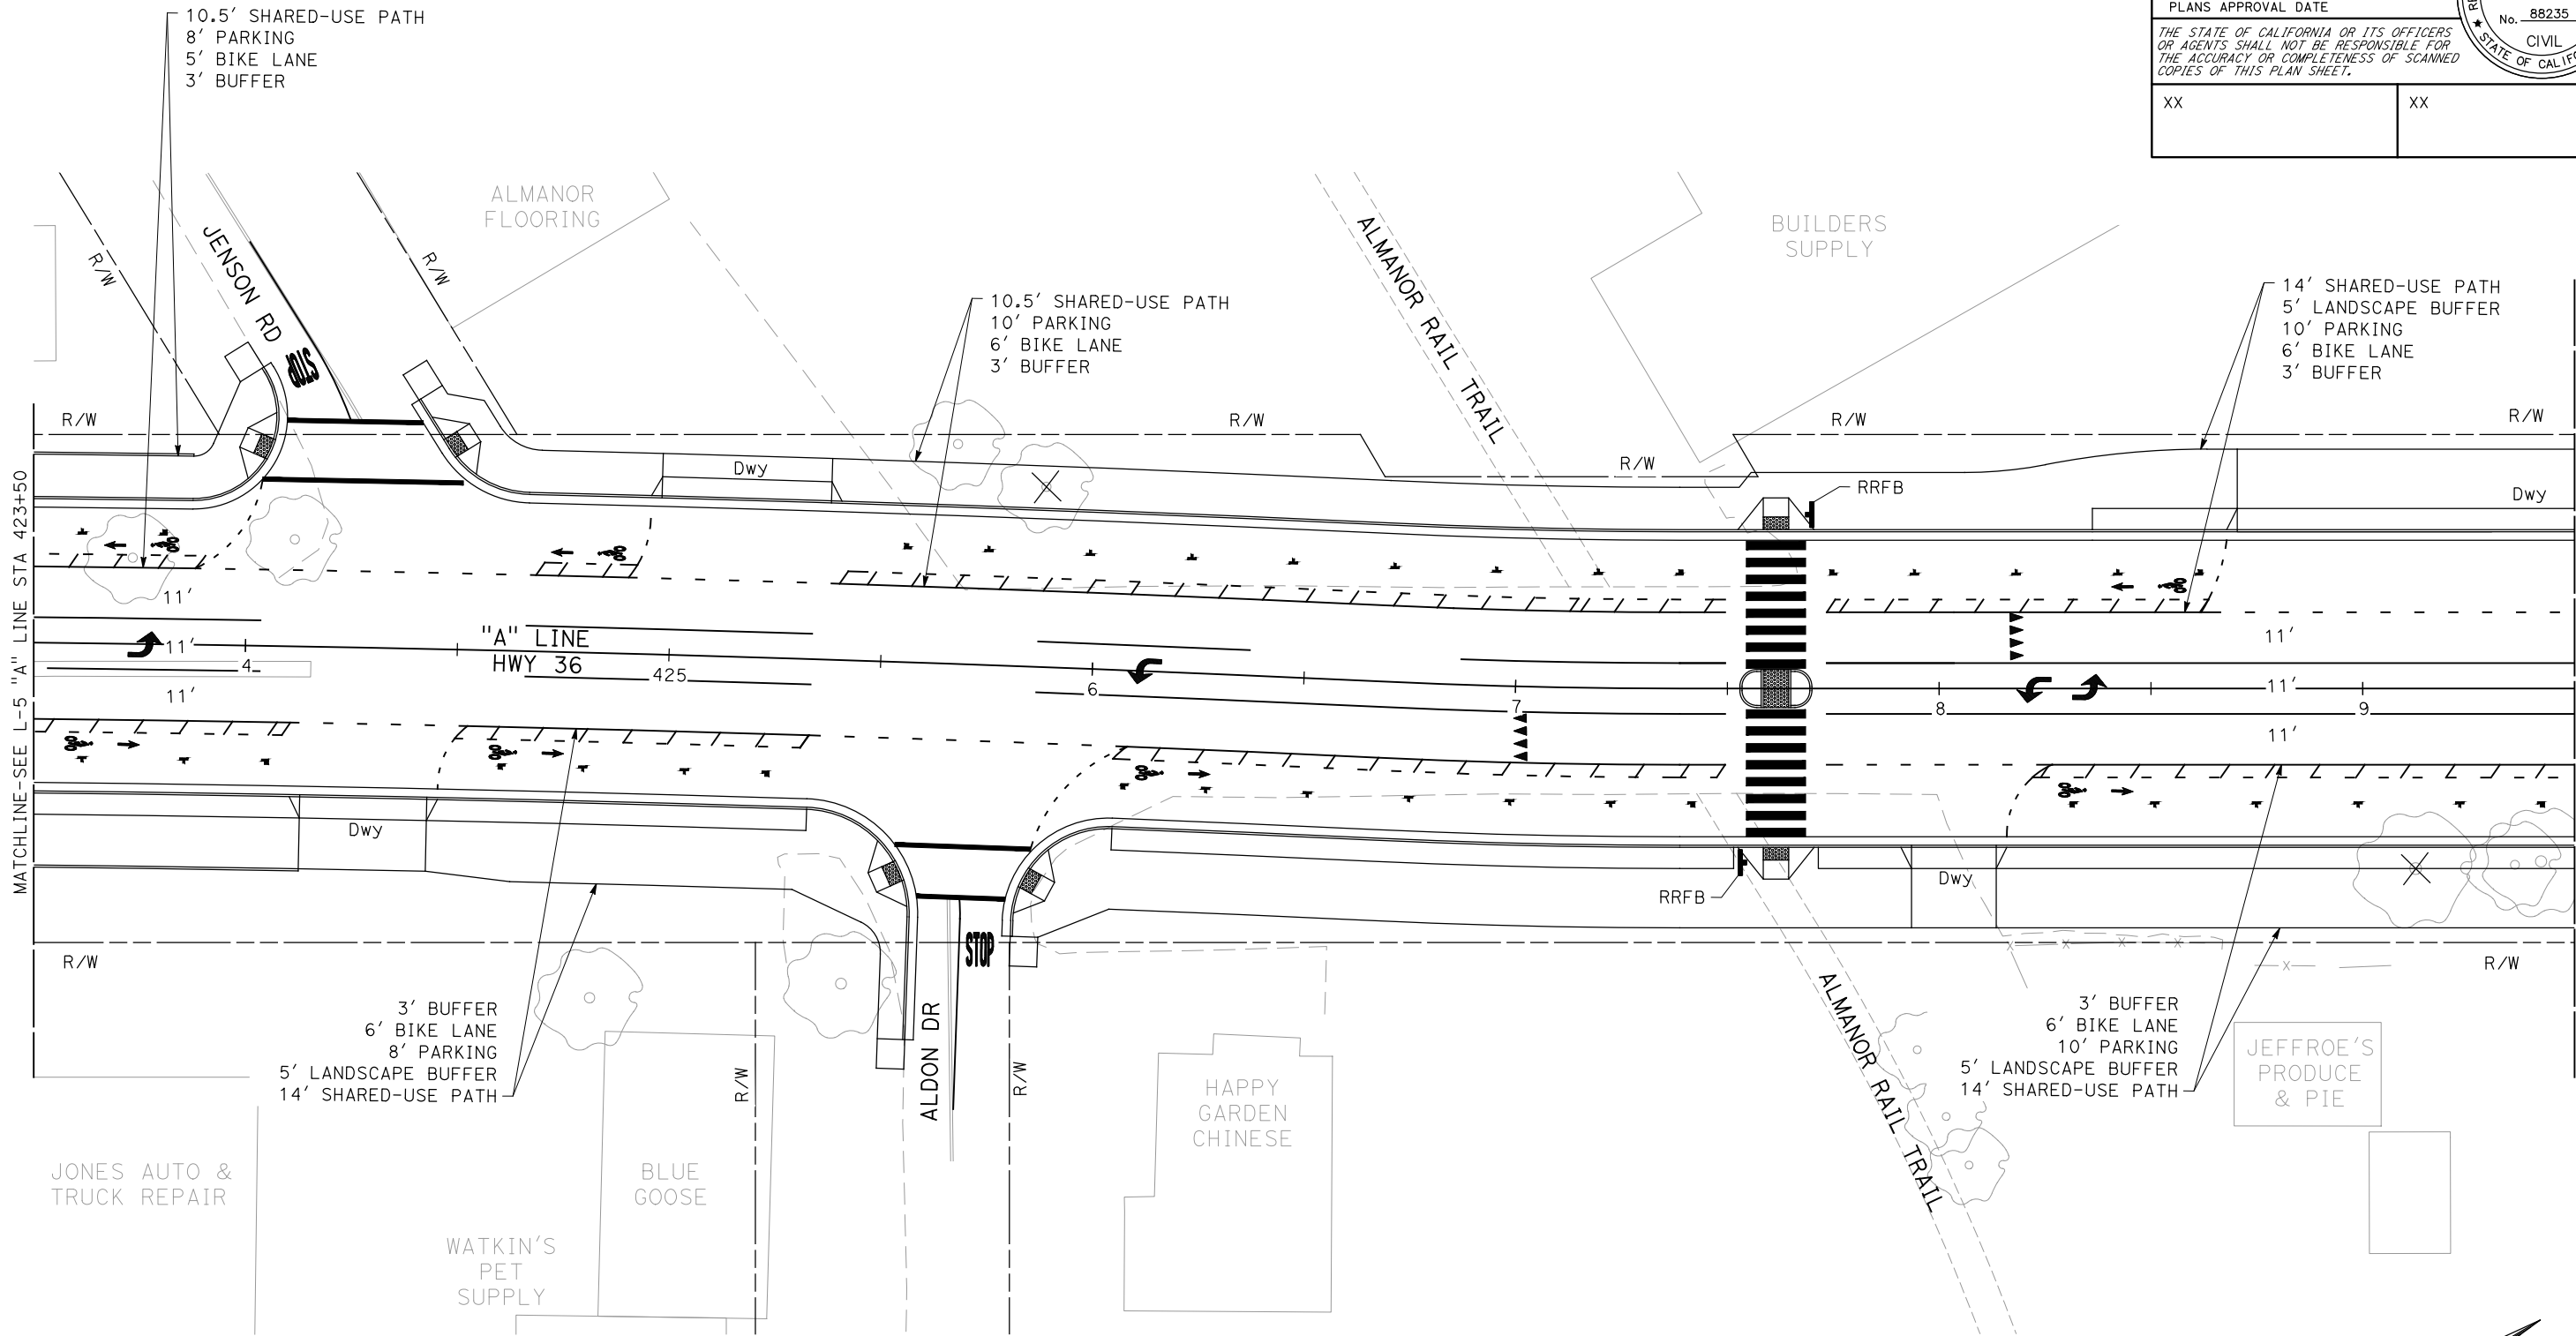 10.5' SHARED-USE PATH
8' PARKING
5' BIKE LANE
3' BUFFER
PLANS APPROVAL DATE
THE STATE OF CALIFORNIA OR ITS OFFICERS
OR AGENTS SHALL NOT BE RESPONSIBLE FOR
THE ACCURACY OR COMPLETENESS OF SCANNED
COPIES OF THIS PLAN SHEET.
No. 88235
CIVIL
STATE OF CALIF
XX
XX
ALMANOR
FLOORING
JENSON RD
STOP
R/W
R/W
R/W
10.5' SHARED-USE PATH
10' PARKING
6' BIKE LANE
3' BUFFER
ALMANOR RAIL TRAIL
BUILDERS
SUPPLY
14' SHARED-USE PATH
5' LANDSCAPE BUFFER
10' PARKING
6' BIKE LANE
3' BUFFER
R/W
R/W
R/W
R/W
Dwy
RRFB
Dwy
MATCHLINE-SEE L-5 "A" LINE STA 423+50
11'
11'
11'
4
"A" LINE
HWY 36
425
6
7
8
9
11'
11'
11'
Dwy
Dwy
RRFB
STOP
R/W
R/W
3' BUFFER
6' BIKE LANE
8' PARKING
5' LANDSCAPE BUFFER
14' SHARED-USE PATH
R/W
ALDON DR
R/W
HAPPY
GARDEN
CHINESE
ALMANOR RAIL TRAIL
3' BUFFER
6' BIKE LANE
10' PARKING
5' LANDSCAPE BUFFER
14' SHARED-USE PATH
JEFFROE'S
PRODUCE
& PIE
JONES AUTO &
TRUCK REPAIR
BLUE
GOOSE
WATKIN'S
PET
SUPPLY